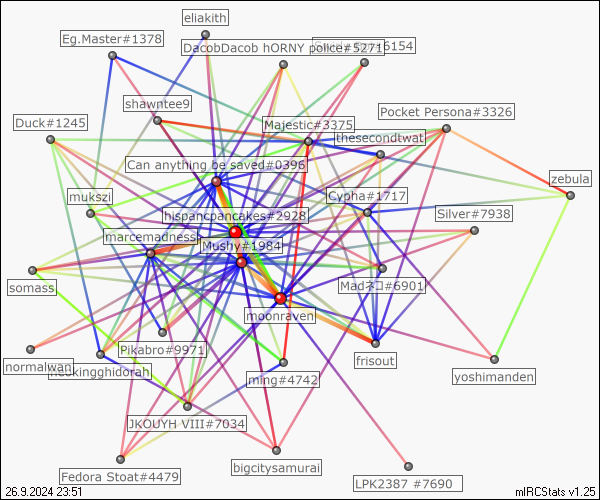 eliakith
Eg.Master#1378
DacobDacob hORNY police#5271
6154
shawntee9
Pocket Persona#3326
Duck#1245
Majestic#3375
thesecondtwat
Can anything be saved#0396
zebula
mukszi
Cypha#1717
hispancpancakes#2928
Silver#7938
marcemadness
Mushy#1984
somass
Madネロ#6901
moonraven
Pikabro#9971
frisout
normalwan
neckingghidorah
ming#4742
yoshimanden
JKOUYH VIII#7034
bigcitysamurai
Fedora Stoat#4479
LPK2387 #7690
26.9.2024 23:51
mIRCStats v1.25